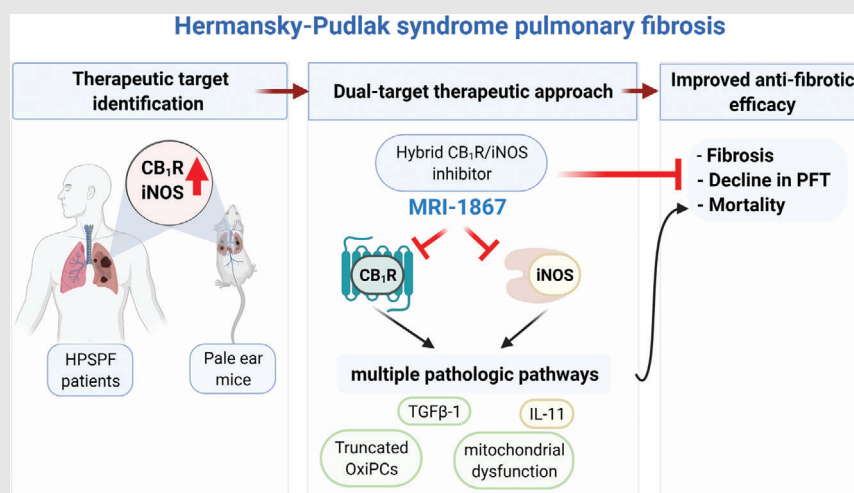 Hermansky-Pudlak syndrome pulmonary fibrosis
Therapeutic target
identification
Dual-target therapeutic approach
Improved anti-fibrotic
efficacy
CB₁R
iNOS
HPSPF
patients
Pale ear
mice
Hybrid CB₁R/iNOS
inhibitor
MRI-1867
CB₁R
iNOS
multiple pathologic pathways
TGFβ-1
IL-11
Truncated
OxiPCs
mitochondrial
dysfunction
- Fibrosis
- Decline in PFT
- Mortality